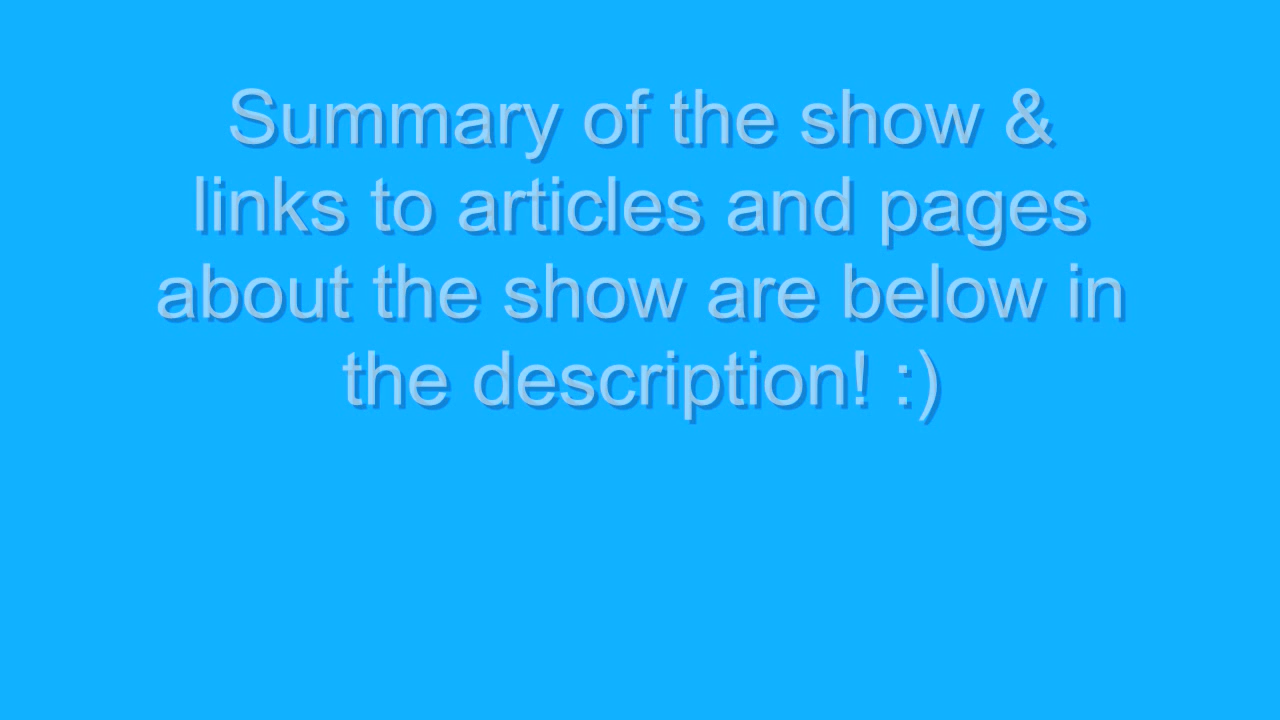 Summary of the show &
links to articles and pages
about the show are below in
the description! :)